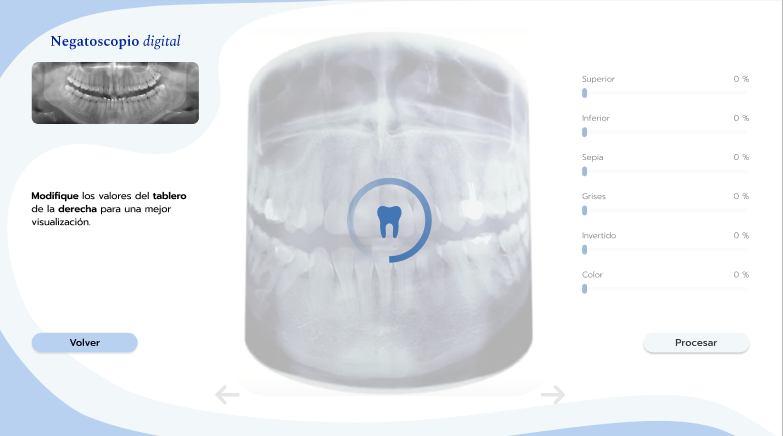 Negatoscopio digital
Modifique los valores del tablero
de la derecha para una mejor
visualización.
Volver
Superior 0 %
Inferior 0 %
Sepia 0 %
Grises 0 %
Invertido 0 %
Color 0 %
Procesar